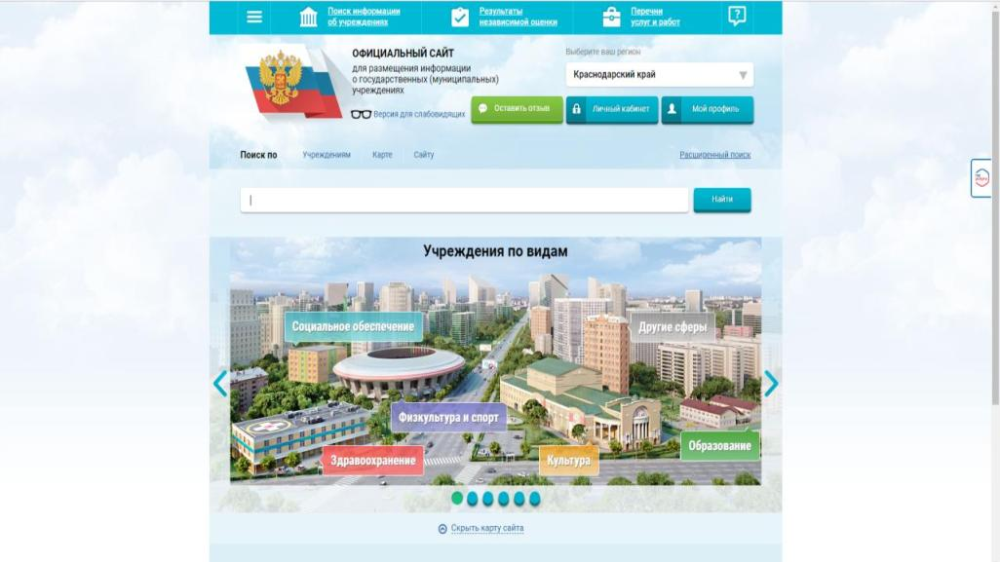 Поиск информации
об учреждениях
Результаты
независимой оценки
Перечни
услуг и работ
?
ОФИЦИАЛЬНЫЙ САЙТ
для размещения информации
о государственных (муниципальных)
учреждениях
Версия для слабовидящих
Выберите ваш регион
Краснодарский край
Оставить отзыв
Личный кабинет
Мой профиль
Поиск по
Учреждениям
Карте
Сайту
Расширенный поиск
Найти
Учреждения по видам
Социальное обеспечение
Другие сферы
Физкультура и спорт
Образование
Здравоохранение
Культура
Скрыть карту сайта